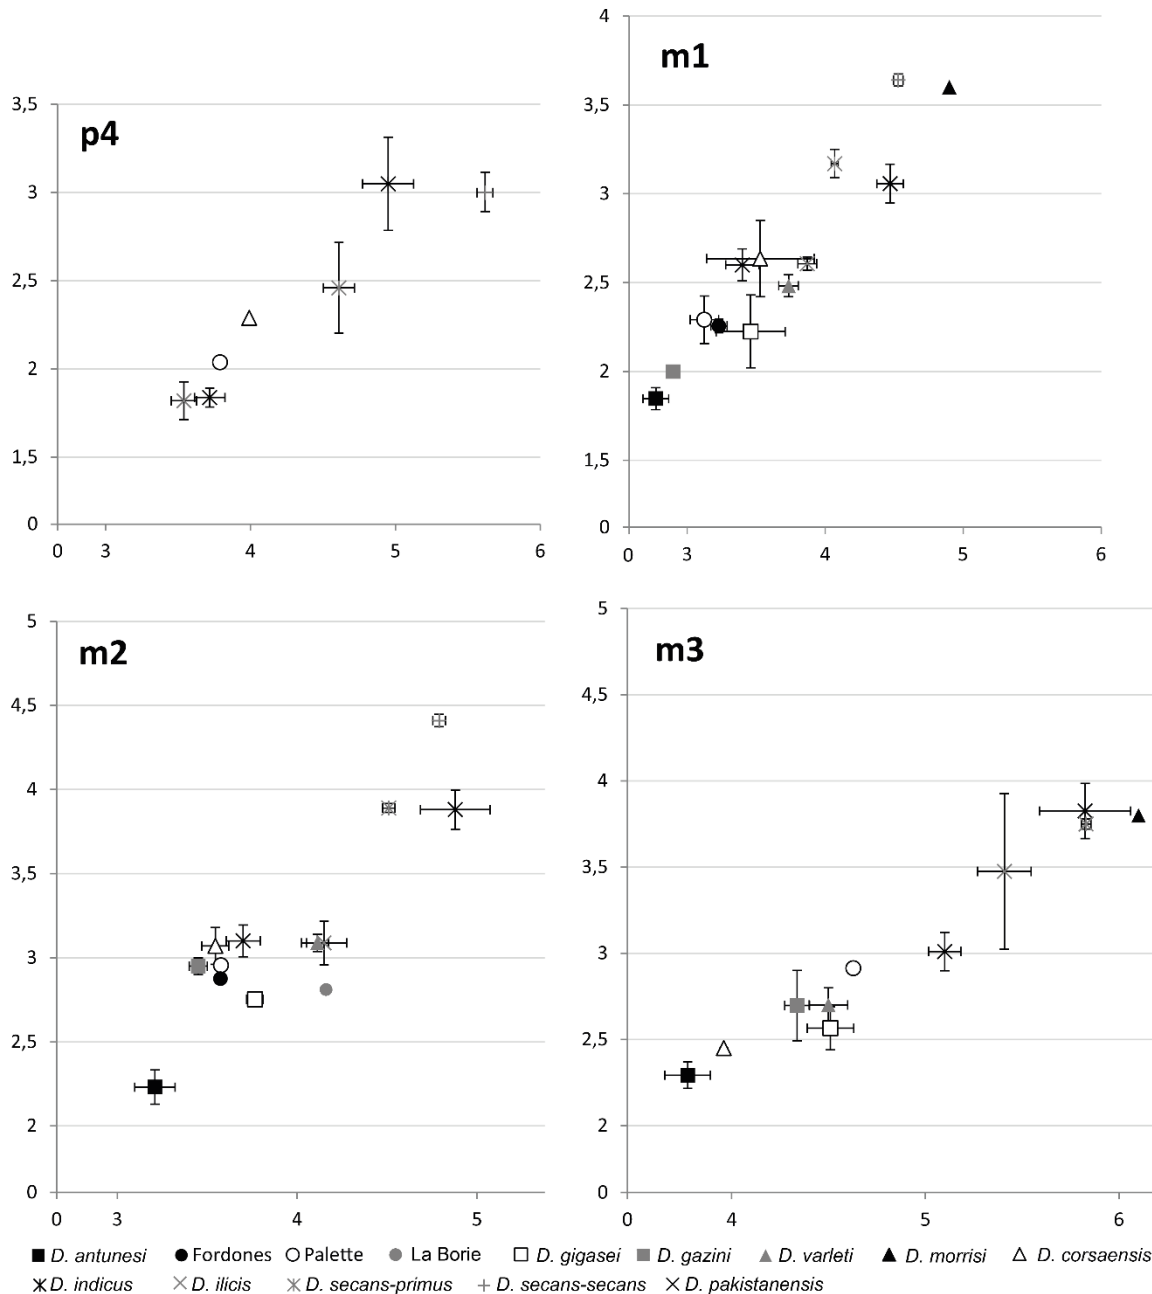 p4
3,5
3
2,5
2
1,5
0
0 3 4 5 6
m1
4
3,5
3
2,5
2
1,5
0
0 3 4 5 6
m2
5
4,5
4
3,5
3
2,5
2
0
0 3 4 5
m3
5
4,5
4
3,5
3
2,5
2
0
0 4 5 6
D. antunesi Fordones Palette La Borie D. gigasei D. gazini D. varleti D. morrisi D. corsaensis
D. indicus D. ilicis D. secans-primus D. secans-secans D. pakistanensis